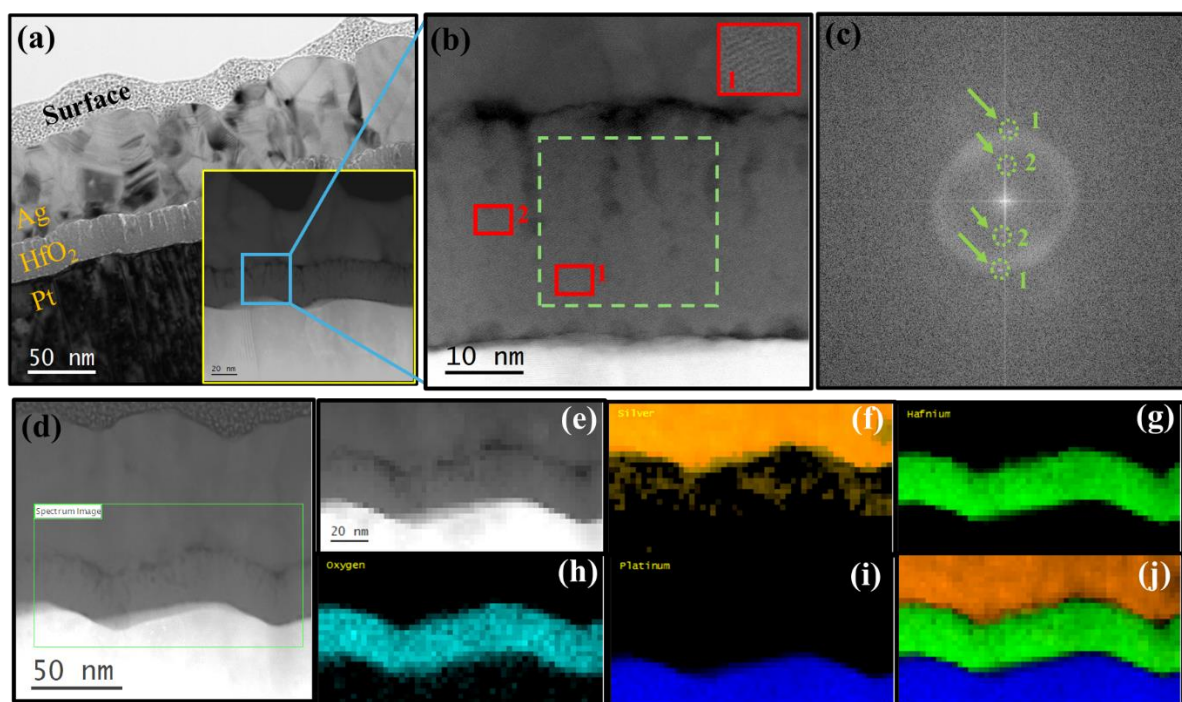 (a)
Surface
Ag
HfO₂
Pt
50 nm
20 nm
(b)
1
2
1
10 nm
(c)
1
2
2
1
(d)
Spectrum Image
50 nm
(e)
20 nm
Silver
(f)
Hafnium
(g)
Oxygen
(h)
Platinum
(i)
(j)